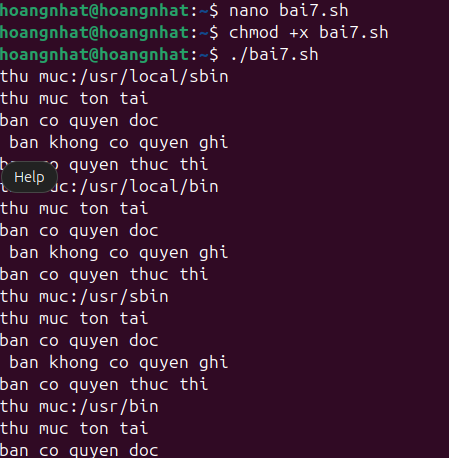 hoangnhat@hoangnhat:~$ nano bai7.sh
hoangnhat@hoangnhat:~$ chmod +x bai7.sh
hoangnhat@hoangnhat:~$ ./bai7.sh
thu muc:/usr/local/sbin
thu muc ton tai
ban co quyen doc
 ban khong co quyen ghi
ban co quyen thuc thi
Help
thu muc:/usr/local/bin
thu muc ton tai
ban co quyen doc
 ban khong co quyen ghi
ban co quyen thuc thi
thu muc:/usr/sbin
thu muc ton tai
ban co quyen doc
 ban khong co quyen ghi
ban co quyen thuc thi
thu muc:/usr/bin
thu muc ton tai
ban co quyen doc